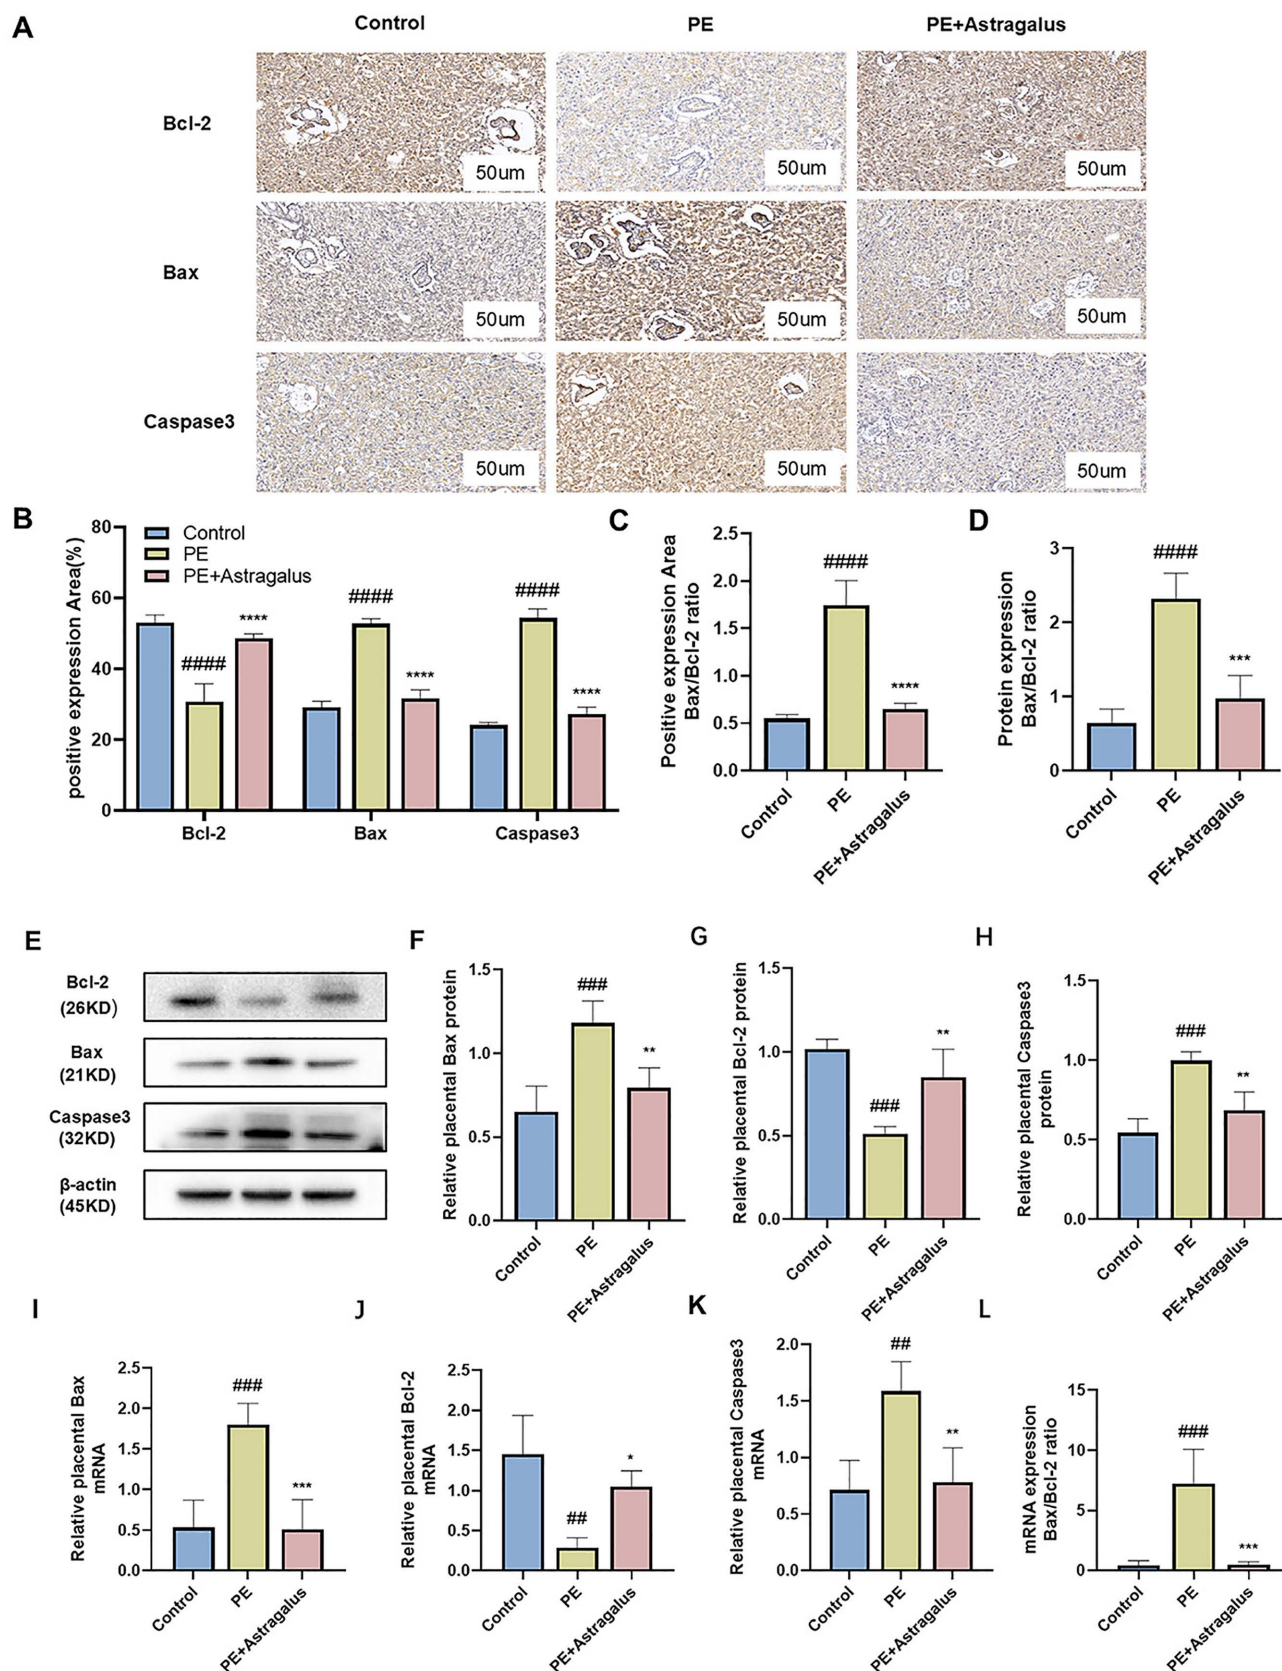 A
Control
PE
PE+Astragalus
Bcl-2
50um
50um
50um
Bax
50um
50um
50um
Caspase3
50um
50um
50um
B
positive expression Area(%)
80
60
40
20
0
Control
PE
PE+Astragalus
####
****
####
****
####
****
Bcl-2
Bax
Caspase3
C
Positive expression Area
Bax/Bcl-2 ratio
2.5
2.0
1.5
1.0
0.5
0.0
####
****
Control
PE
PE+Astragalus
D
Protein expression
Bax/Bcl-2 ratio
3
2
1
0
####
***
Control
PE
PE+Astragalus
E
Bcl-2
(26KD)
Bax
(21KD)
Caspase3
(32KD)
β-actin
(45KD)
F
Relative placental Bax protein
1.5
1.0
0.5
0.0
###
**
Control
PE
PE+Astragalus
G
Relative placental Bcl-2 protein
1.5
1.0
0.5
0.0
###
**
Control
PE
PE+Astragalus
H
Relative placental Caspase3
protein
1.5
1.0
0.5
0.0
###
**
Control
PE
PE+Astragalus
I
Relative placental Bax
mRNA
2.5
2.0
1.5
1.0
0.5
0.0
###
***
Control
PE
PE+Astragalus
J
Relative placental Bcl-2
mRNA
2.5
2.0
1.5
1.0
0.5
0.0
##
*
Control
PE
PE+Astragalus
K
Relative placental Caspase3
mRNA
2.0
1.5
1.0
0.5
0.0
##
**
Control
PE
PE+Astragalus
L
mRNA expression
Bax/Bcl-2 ratio
15
10
5
0
###
***
Control
PE
PE+Astragalus